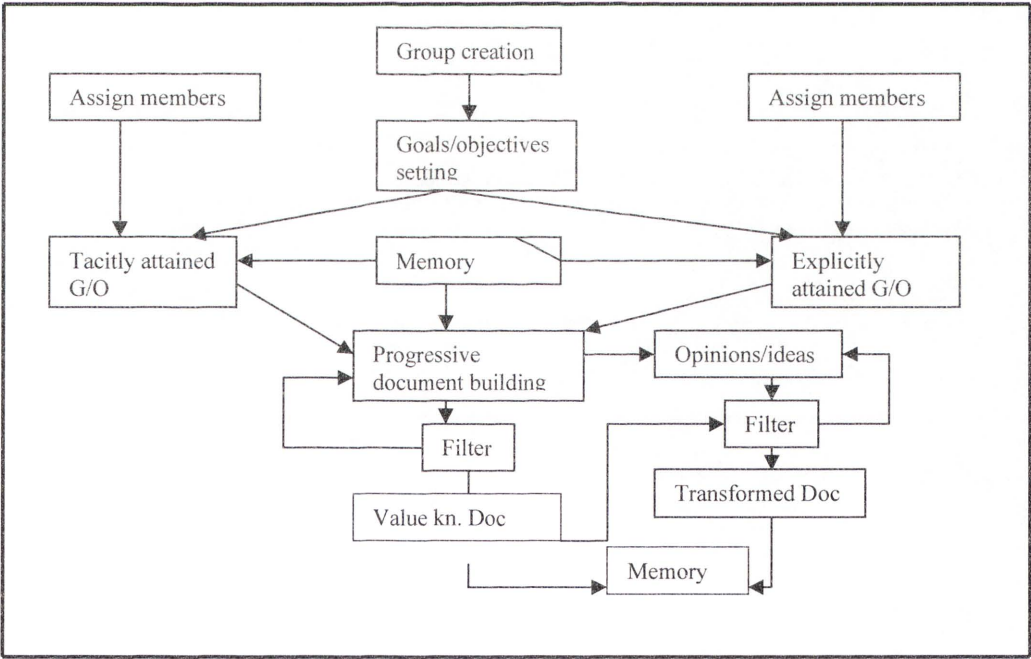 Group creation
Assign members
Assign members
Goals/objectives
setting
Tacitly attained
G/O
Memory
Explicitly
attained G/O
Progressive
document building
Opinions/ideas
Filter
Filter
Value kn. Doc
Transformed Doc
Memory